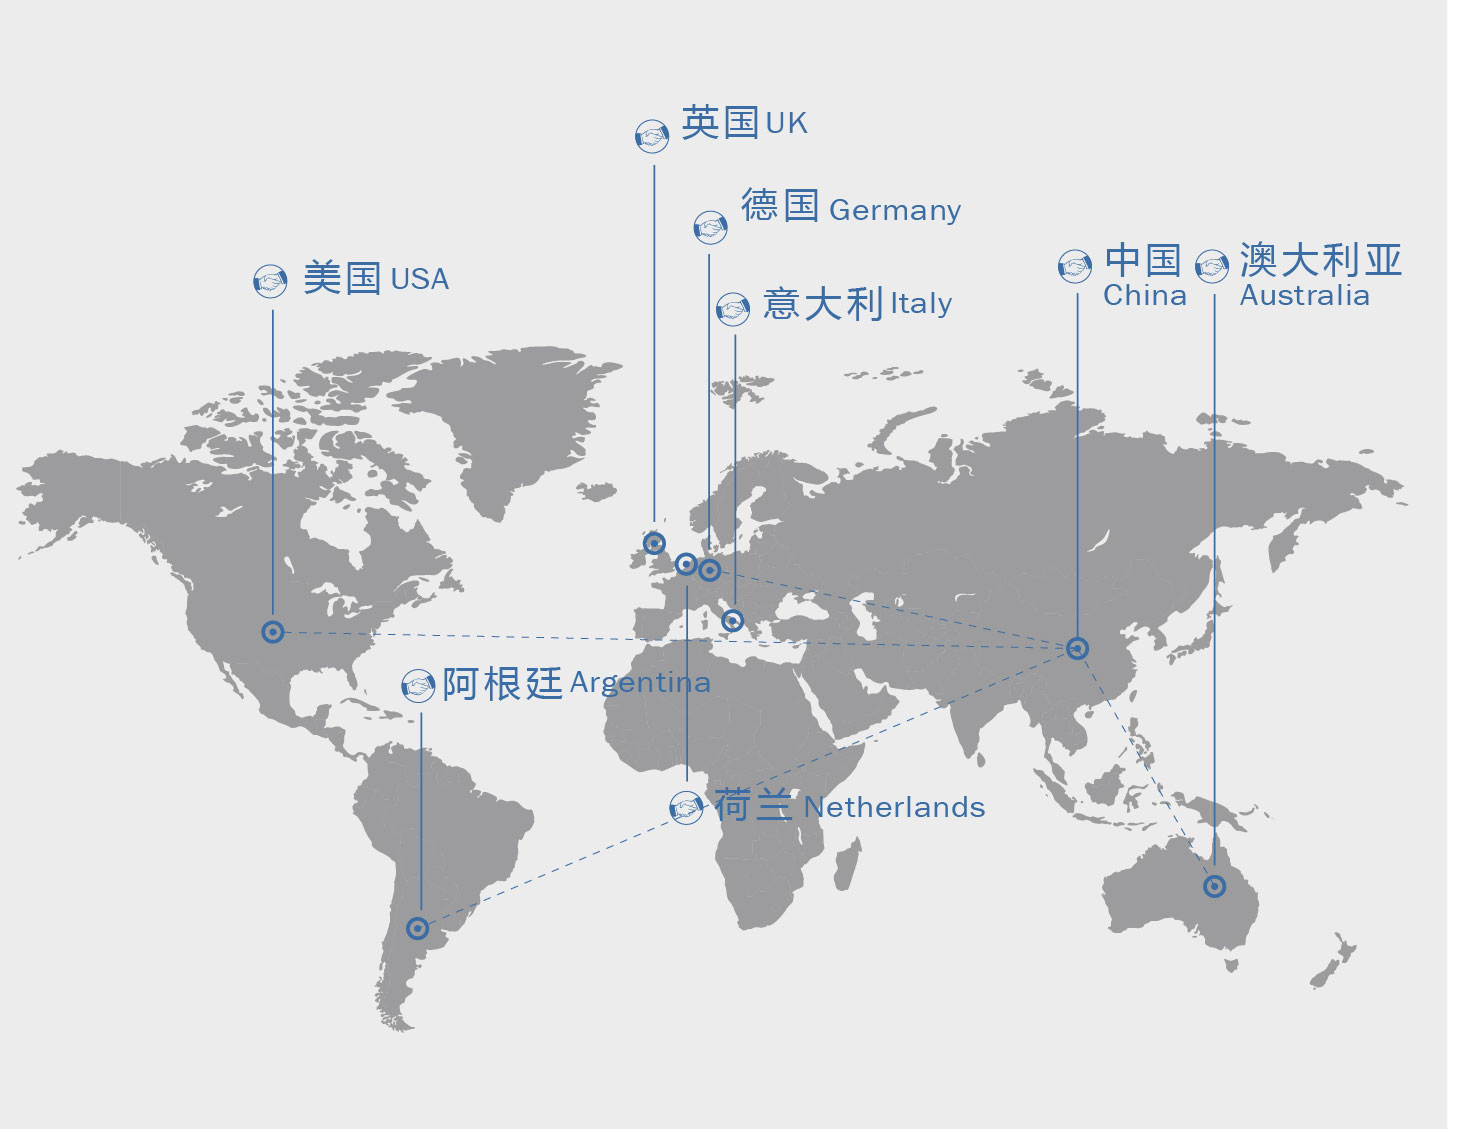 英国 UK
德国 Germany
美国 USA
意大利 Italy
中国
China
澳大利亚
Australia
阿根廷 Argentina
荷兰 Netherlands